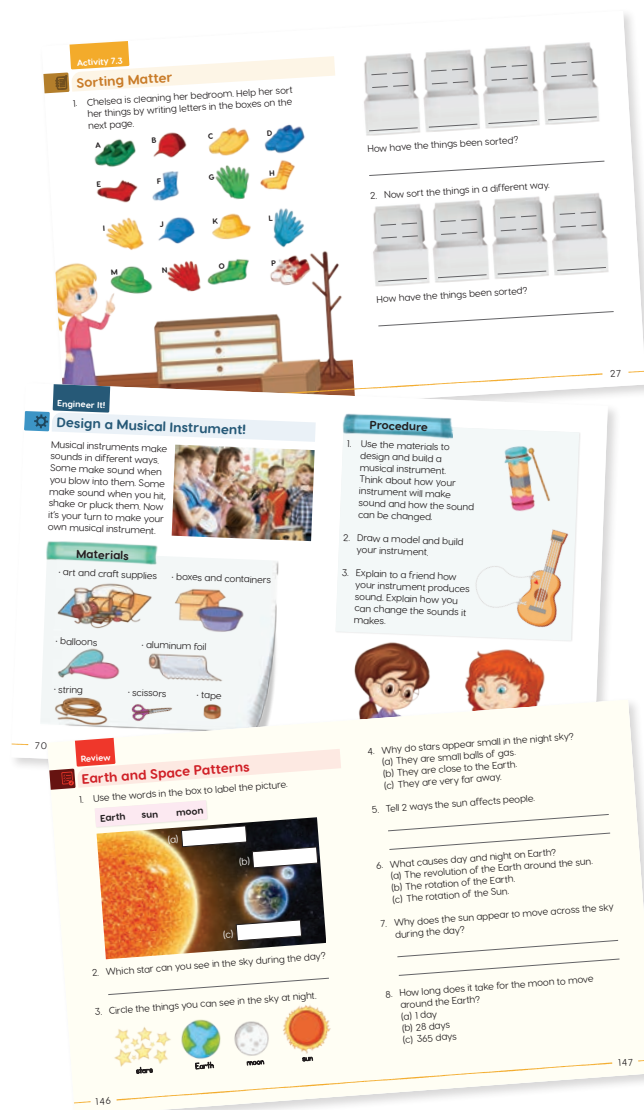 Activity 7.3
Sorting Matter
1. Chelsea is cleaning her bedroom. Help her sort
her things by writing letters in the boxes on the
next page.
A
B
C
D
E
F
G
H
I
J
K
L
M
N
O
P
How have the things been sorted?
2. Now sort the things in a different way.
How have the things been sorted?
27
Engineer It!
Design a Musical Instrument!
Musical instruments make
sounds in different ways.
Some make sound when
you blow into them. Some
make sound when you hit,
shake or pluck them. Now
it's your turn to make your
own musical instrument.
Materials
· art and craft supplies
· boxes and containers
· balloons
· aluminum foil
· string
· scissors
· tape
70
Procedure
1. Use the materials to
design and build a
musical instrument.
Think about how your
instrument will make
sound and how the sound
can be changed.
2. Draw a model and build
your instrument.
3. Explain to a friend how
your instrument produces
sound. Explain how you
can change the sounds it
makes.
Review
Earth and Space Patterns
1. Use the words in the box to label the picture.
Earth sun moon
(a)
(b)
(c)
2. Which star can you see in the sky during the day?
3. Circle the things you can see in the sky at night.
stars
Earth
moon
sun
146
4. Why do stars appear small in the night sky?
(a) They are small balls of gas.
(b) They are close to the Earth.
(c) They are very far away.
5. Tell 2 ways the sun affects people.
6. What causes day and night on Earth?
(a) The revolution of the Earth around the sun.
(b) The rotation of the Earth.
(c) The rotation of the Sun.
7. Why does the sun appear to move across the sky
during the day?
8. How long does it take for the moon to move
around the Earth?
(a) 1 day
(b) 28 days
(c) 365 days
147